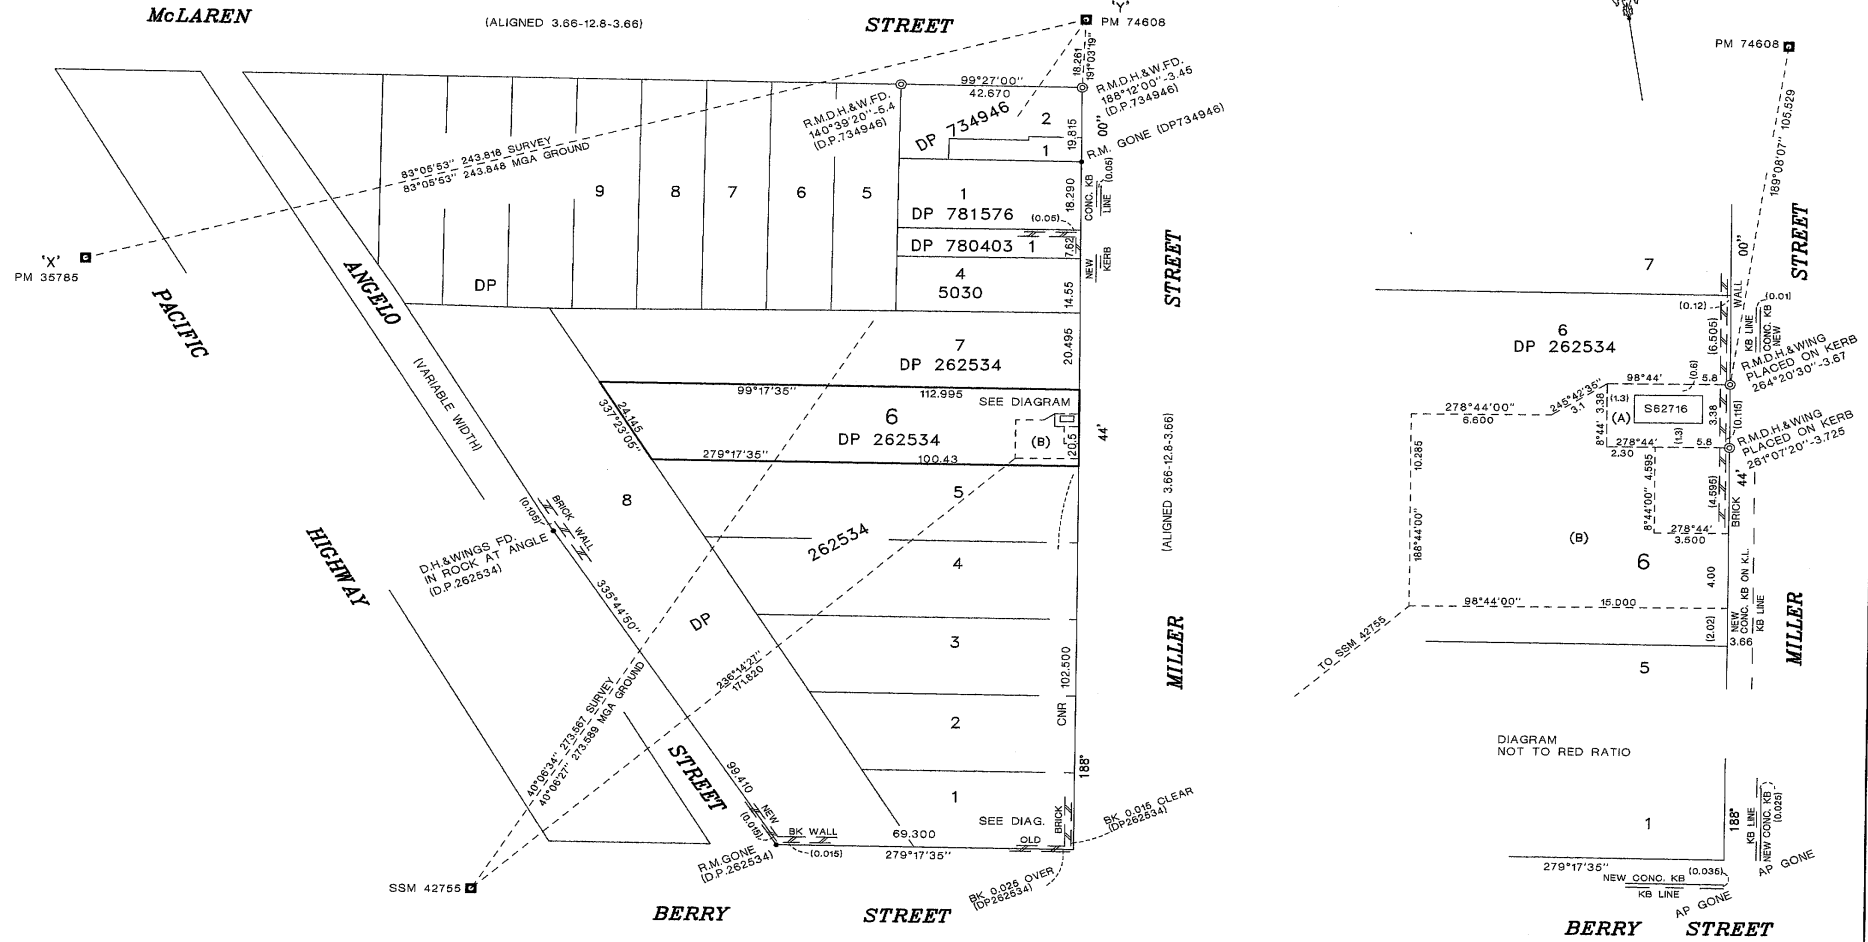 McLAREN
(ALIGNED 3.66-12.8-3.66)
STREET
'Y'
PM 74608
18.261
191°03'19"
R.M.D.H.&W.FD.
188°12'00"-3.45
(D.P.734946)
99°27'00"
42.670
R.M.D.H.&W.FD.
140°39'20"-5.4
(D.P.734946)
DP 734946
2
19.815
00"
1
R.M. GONE (DP734946)
83°05'53" 243.818 SURVEY
83°05'53" 243.848 MGA GROUND
9
8
7
6
5
1
DP 781576
(0.05)
18.290
CONC. KB
LINE
(0.05)
DP 780403 1
7.62
NEW
KERB
4
5030
14.55
DP
'X'
PM 35785
PACIFIC
ANGELO
(VARIABLE WIDTH)
STREET
7
DP 262534
20.495
99°17'35"
112.995
SEE DIAGRAM
24.145
337°23'05"
6
DP 262534
(B)
20.5
44'
279°17'35"
100.43
8
5
262534
4
DP
3
2
1
(ALIGNED 3.66-12.8-3.66)
MILLER
(0.105)
BRICK WALL
D.H.&WINGS FD.
IN ROCK AT ANGLE
(D.P.262534)
335°44'50"
HIGHWAY
236°14'27"
171.820
102.500
CNR
188°
40°06'34" 273.567 SURVEY
40°06'27" 273.589 MGA GROUND
STREET
99.410
NEW
(0.015)
BK WALL
(0.015)
69.300
279°17'35"
SEE DIAG.
OLD
BRICK
BK 0.015 CLEAR
(DP262534)
R.M.GONE
(D.P.262534)
BK 0.025 OVER
(DP262534)
SSM 42755
BERRY
STREET
PM 74608
189°08'07" 105.529
STREET
7
00"
WALL
(0.12)
(0.01)
KB LINE
CONC. KB
NEW
6
DP 262534
(6.505)
R.M.D.H.&WING
PLACED ON KERB
264°20'30"-3.67
98°44'
(0.6)
5.8
245°42'35"
3.1
278°44'00"
6.600
8°44' 3.38
(1.3)
(A)
S62716
3.38
(0.115)
(1.3)
278°44'
5.8
2.30
R.M.D.H.&WING
PLACED ON KERB
261°07'20"-3.725
10.285
188°44'00"
8°44'00" 4.595
(4.595)
44'
BRICK
278°44'
3.600
(B)
6
4.00
98°44'00"
15.000
(2.02)
NEW
CONC. KB ON K.L.
KB LINE
3.66
TO SSM 42755
5
MILLER
DIAGRAM
NOT TO RED RATIO
1
188°
KB LINE
NEW CONC. KB
(0.025)
AP GONE
279°17'35"
(0.035)
NEW CONC. KB
KB LINE
AP GONE
BERRY
STREET